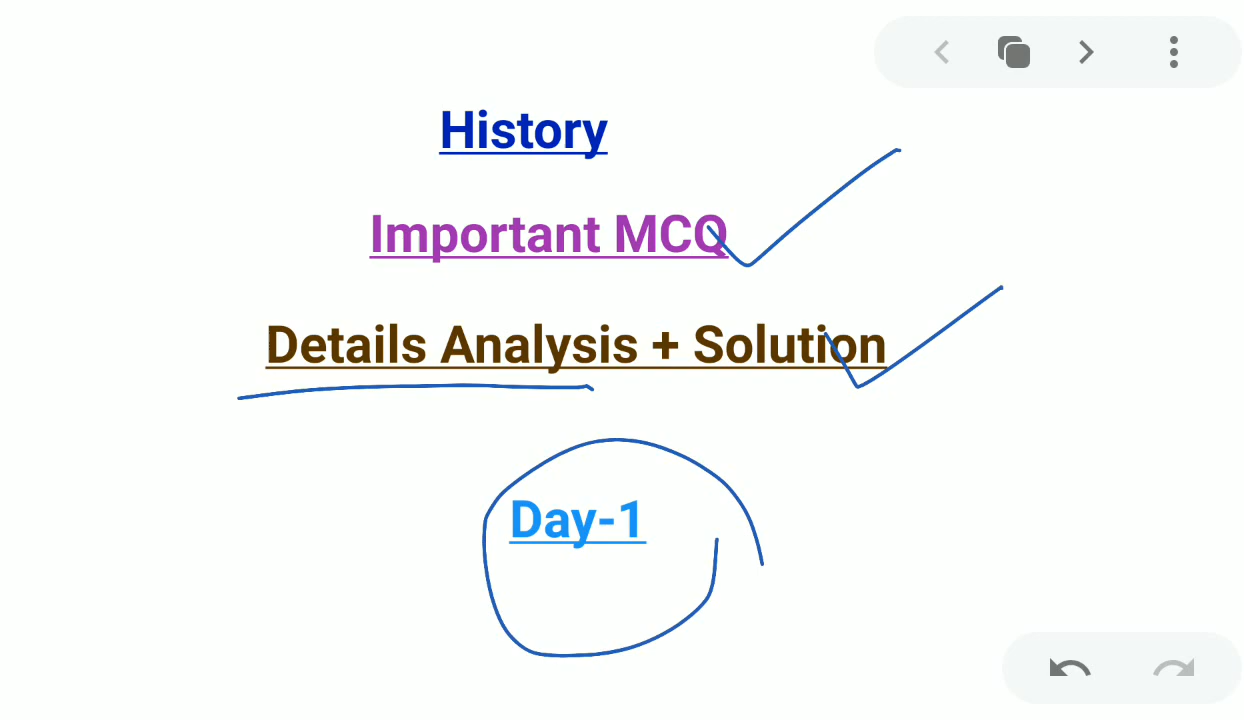 History
Important MCQ
Details Analysis + Solution
Day-1